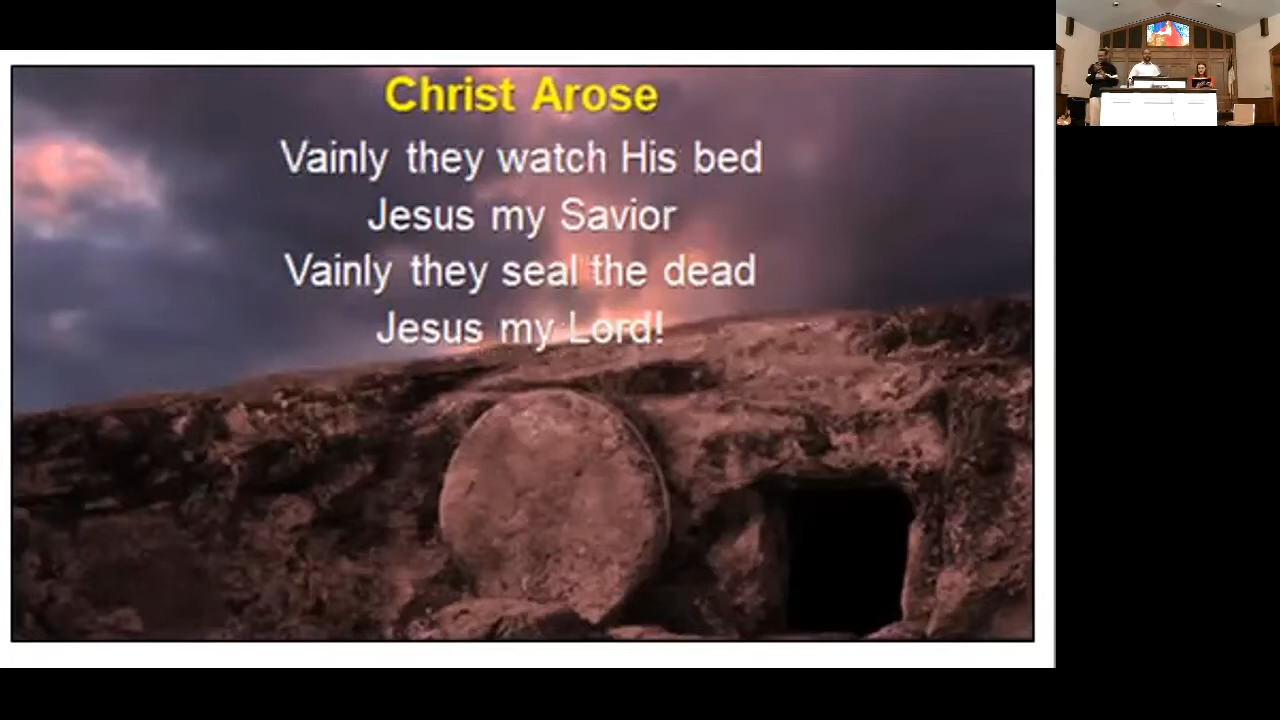 Christ Arose
Vainly they watch His bed
Jesus my Savior
Vainly they seal the dead
Jesus my Lord!